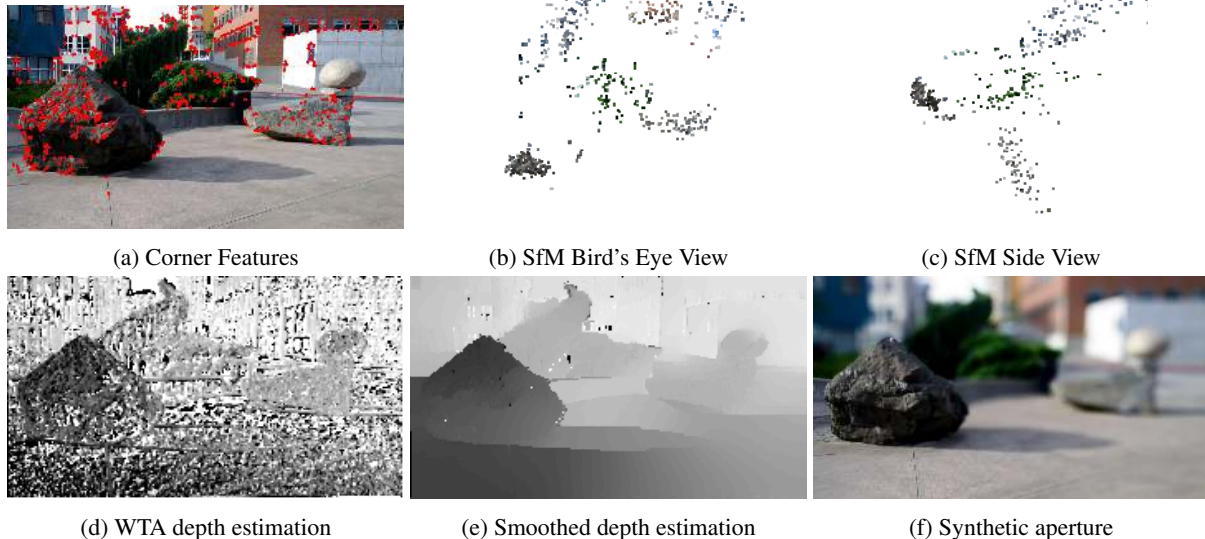 (a) Corner Features
(b) SfM Bird's Eye View
(c) SfM Side View
(d) WTA depth estimation
(e) Smoothed depth estimation
(f) Synthetic aperture